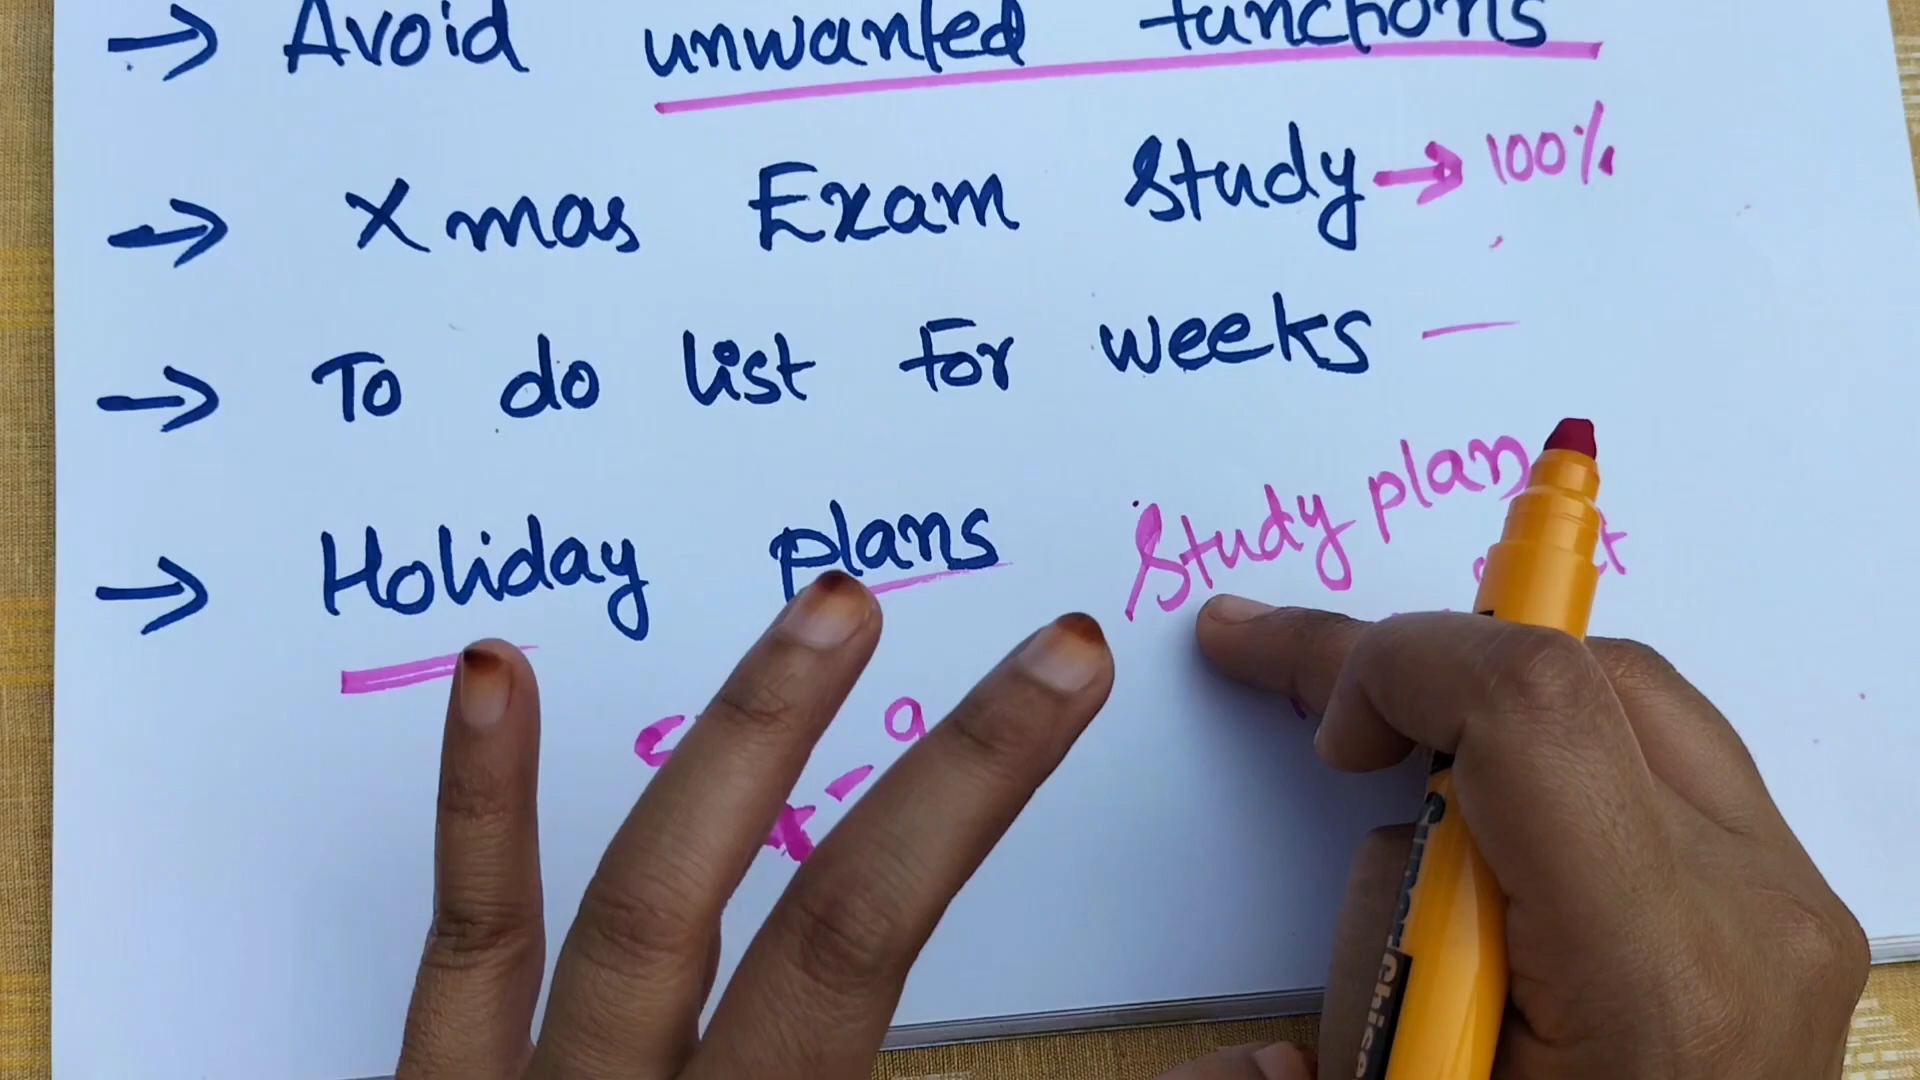 → Avoid unwanted functions
→ Xmas Exam study → 100%
→ To do list for weeks —
→ Holiday plans Study plan